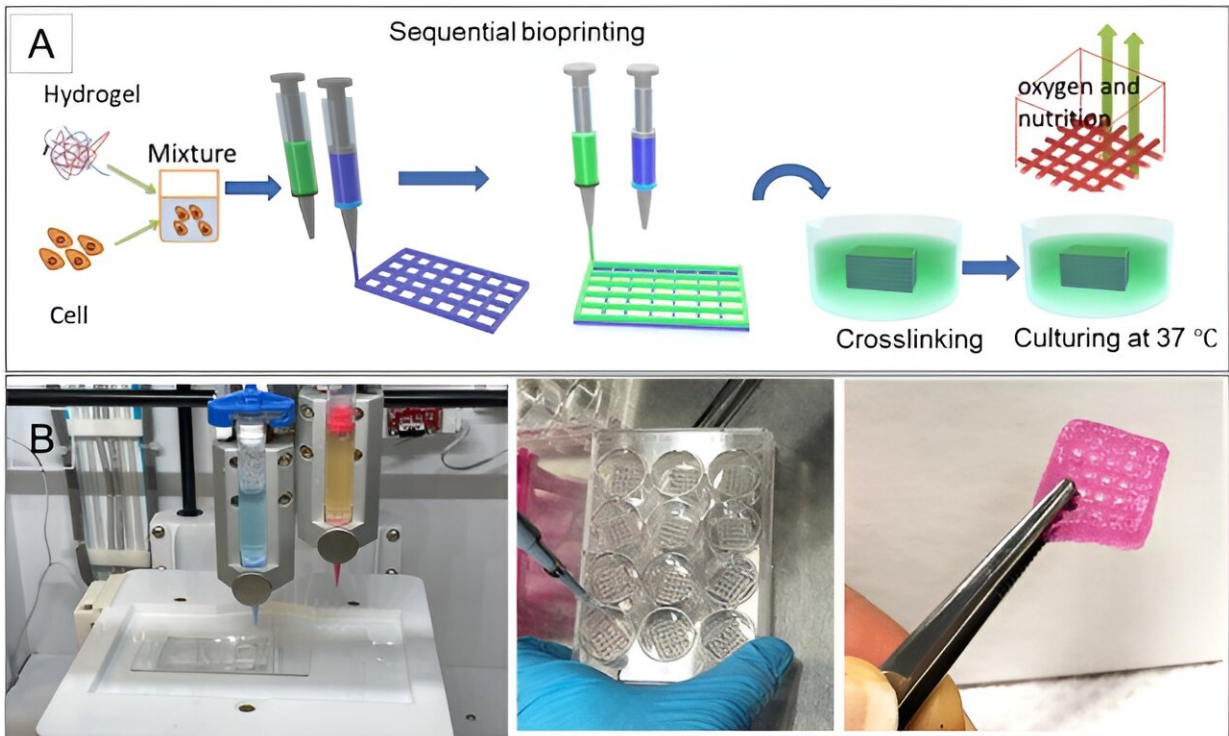 A
Sequential bioprinting
Hydrogel
Mixture
Cell
oxygen and
nutrition
Crosslinking
Culturing at 37 °C
B